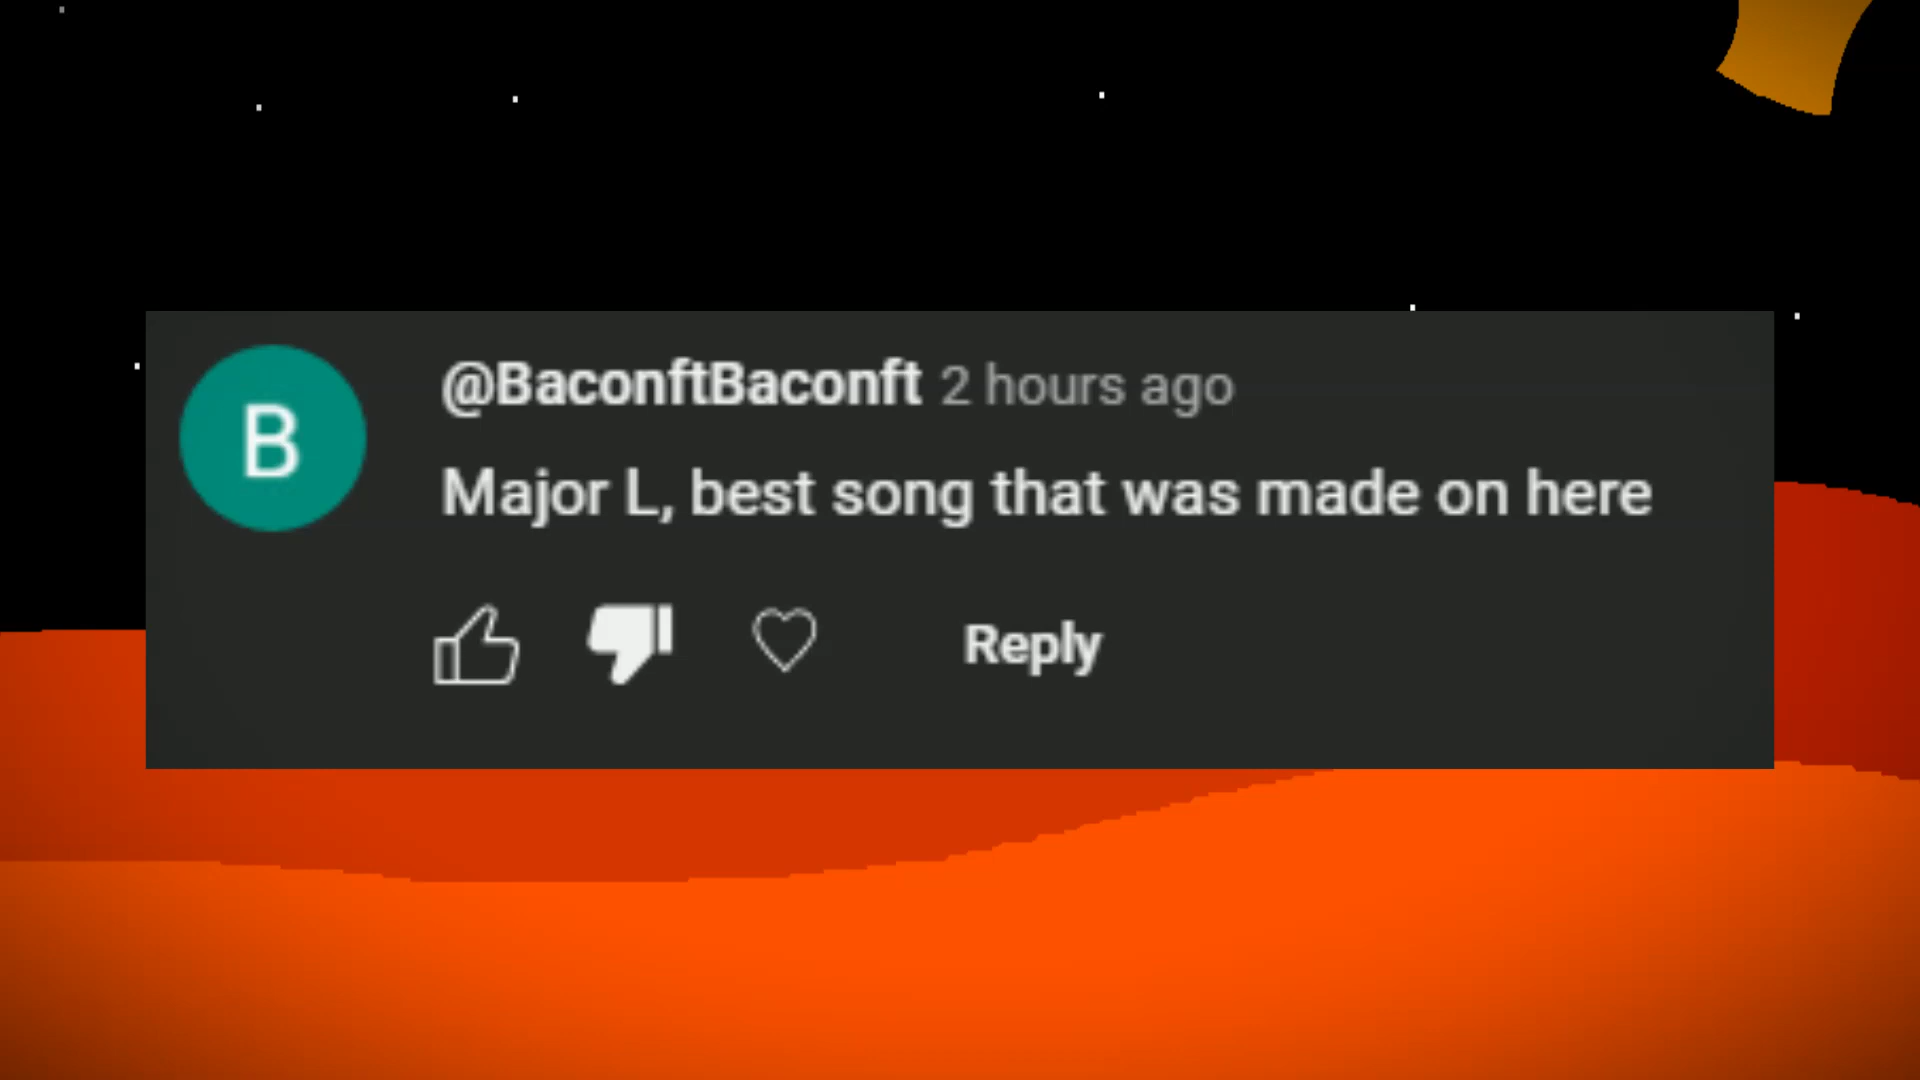 B
@BaconftBaconft 2 hours ago
Major L, best song that was made on here
Reply